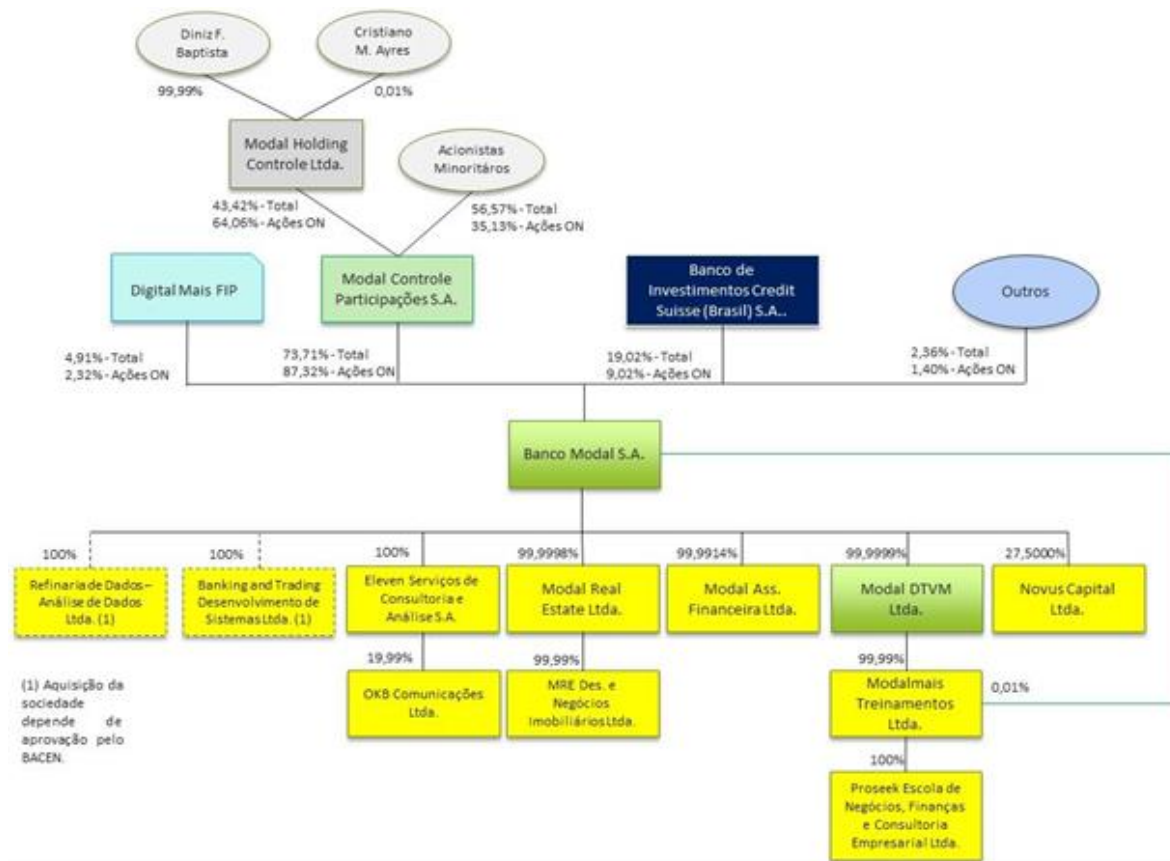 Diniz F.
Baptista
Cristiano
M. Ayres
99,99%
0,01%
Modal Holding
Controle Ltda.
Acionistas
Minoritáros
43,42% - Total
64,06% - Ações ON
56,57% - Total
35,13% - Ações ON
Digital Mais FIP
Modal Controle
Participações S.A.
Banco de
Investimentos Credit
Suisse (Brasil) S.A..
Outros
4,91% - Total
2,32% - Ações ON
73,71% - Total
87,32% - Ações ON
19,02% - Total
9,02% - Ações ON
2,36% - Total
1,40% - Ações ON
Banco Modal S.A.
100%
100%
100%
99,9998%
99,9914%
99,9999%
27,5000%
Refinaria de Dados –
Análise de Dados
Ltda. (1)
Banking and Trading
Desenvolvimento de
Sistemas Ltda. (1)
Eleven Serviços de
Consultoria e
Análise S.A.
Modal Real
Estate Ltda.
Modal Ass.
Financeira Ltda.
Modal DTVM
Ltda.
Novus Capital
Ltda.
19,99%
99,99%
99,99%
OKB Comunicações
Ltda.
MRE Des. e
Negócios
Imobiliários Ltda.
Modalmais
Treinamentos
Ltda.
0,01%
(1) Aquisição da
sociedade
depende de
aprovação pelo
BACEN.
100%
Proseek Escola de
Negócios, Finanças
e Consultoria
Empresarial Ltda.